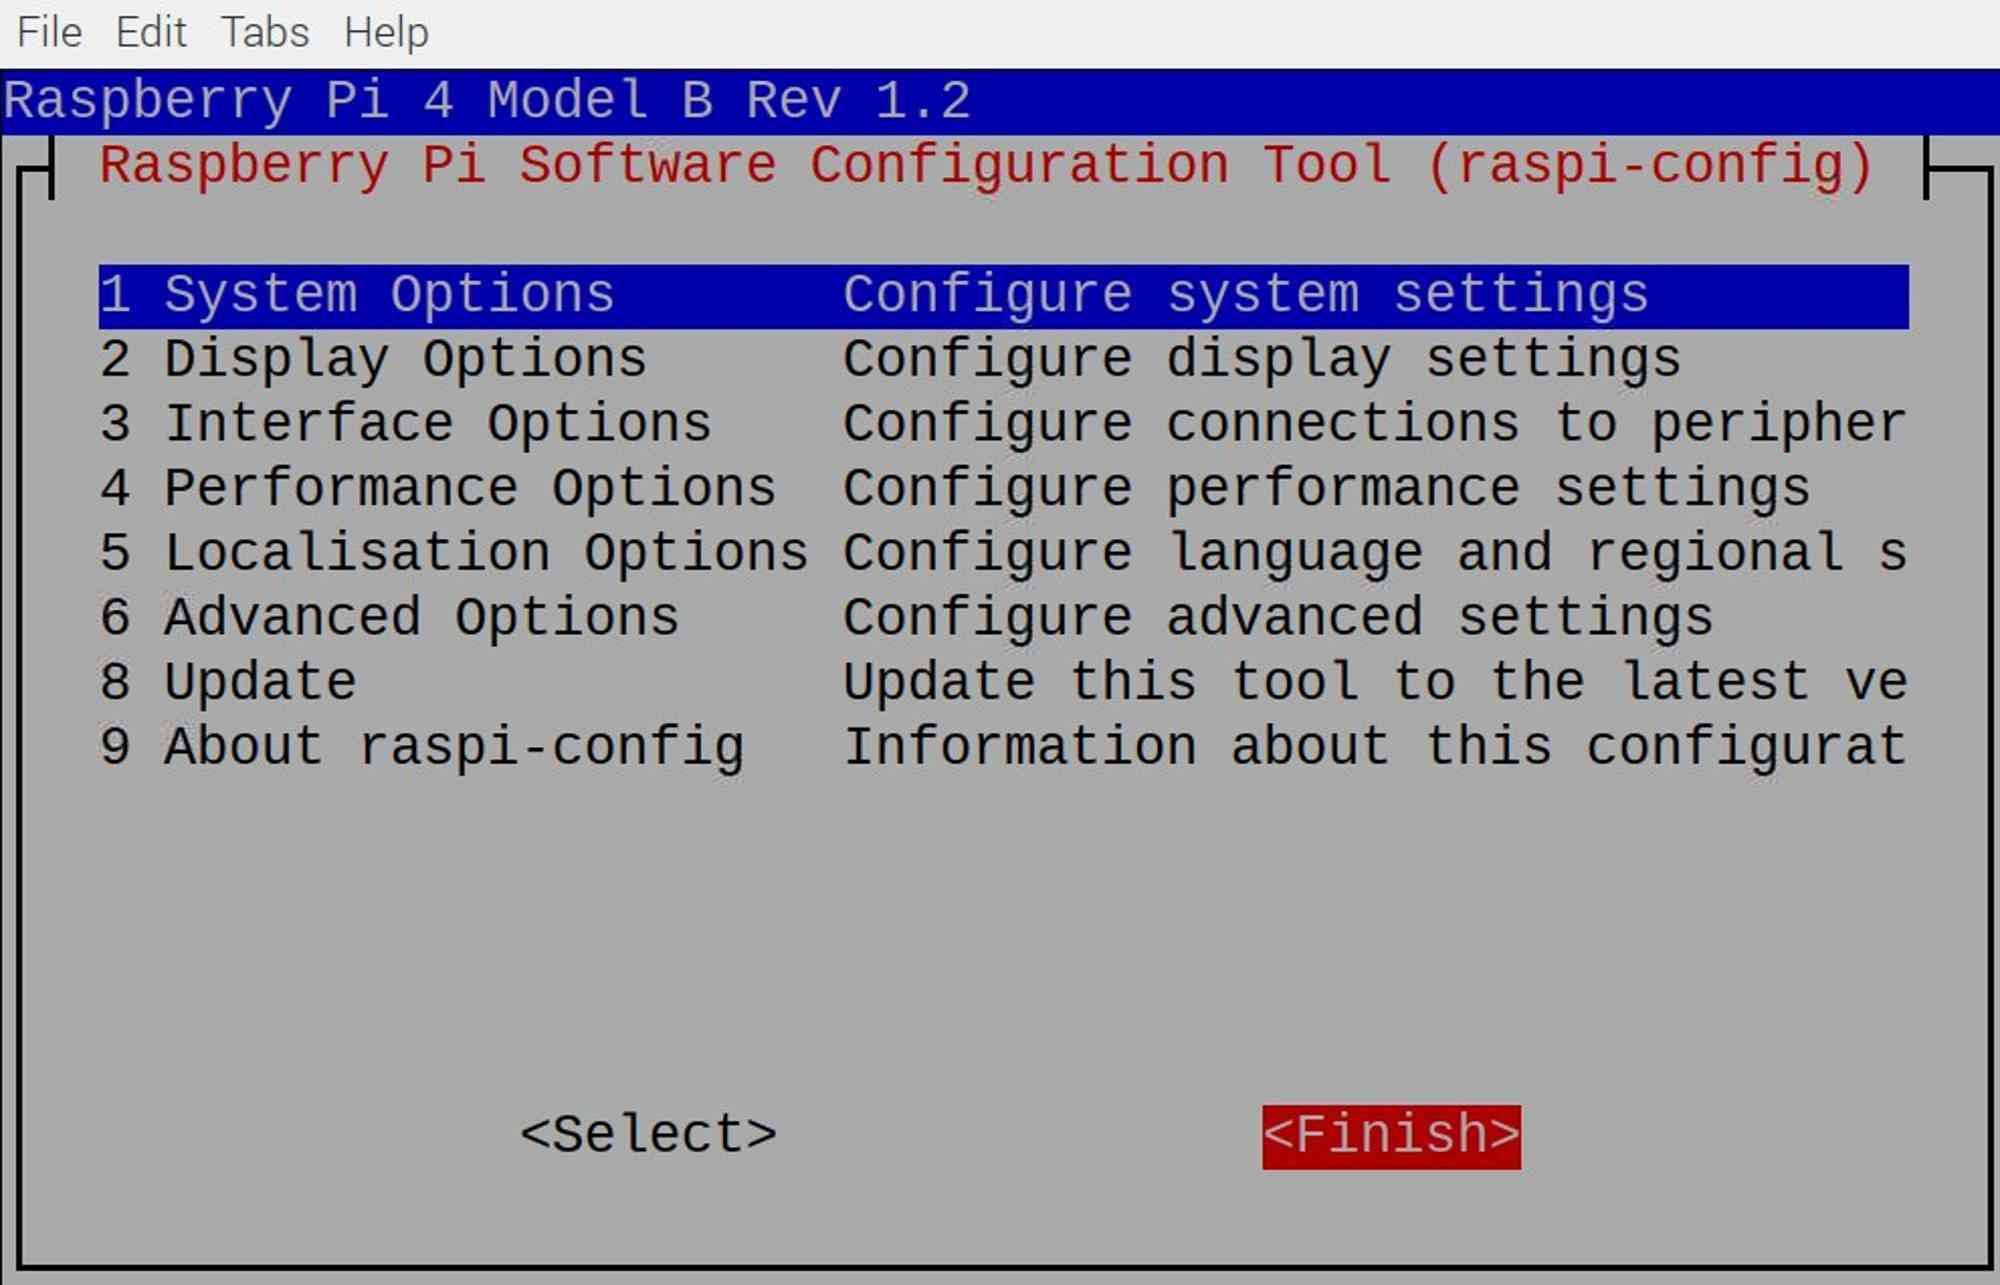 File Edit Tabs Help
Raspberry Pi 4 Model B Rev 1.2
Raspberry Pi Software Configuration Tool (raspi-config)
1 System Options Configure system settings
2 Display Options Configure display settings
3 Interface Options Configure connections to peripher
4 Performance Options Configure performance settings
5 Localisation Options Configure language and regional s
6 Advanced Options Configure advanced settings
8 Update Update this tool to the latest ve
9 About raspi-config Information about this configurat
<Select> <Finish>